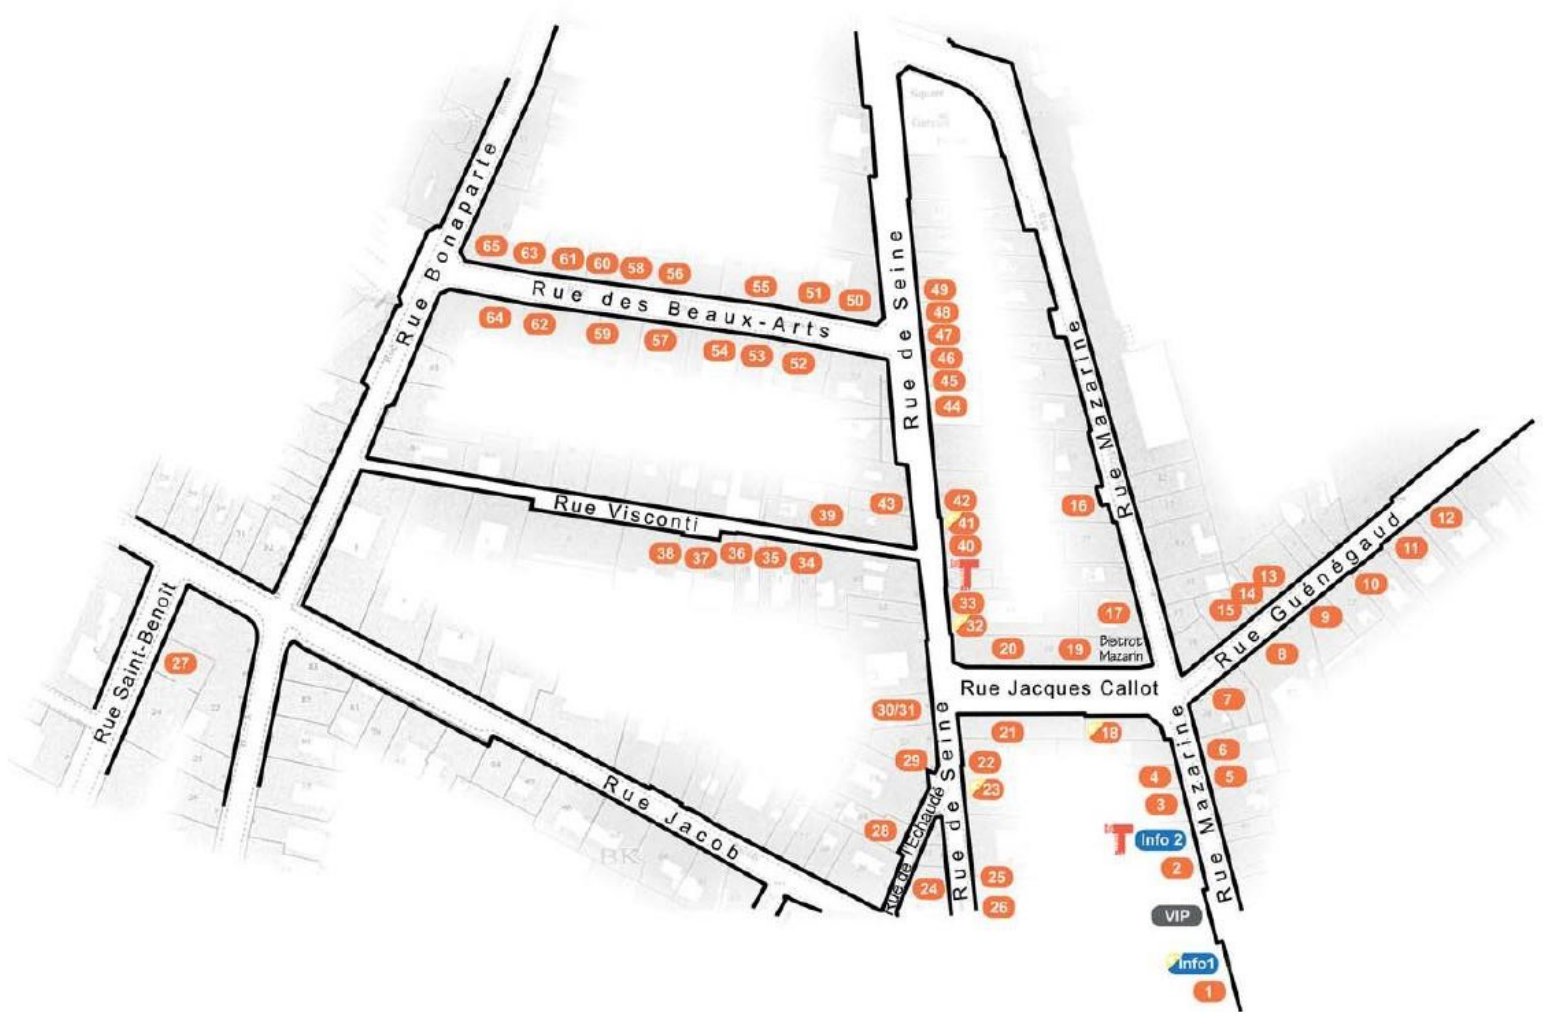 Square
Rue Bonaparte
65 63 61 60 58 56 55 51 50
Rue des Beaux-Arts
64 62 59 57 54 53 52
Rue de Seine
49
48
47
46
45
44
Rue Mazarine
42
43
41
40
39
16
Rue Visconti
38 37 36 35 34
T
33
32
17
Bistrot
Mazarin
20 19
12
11
10
13
14
15
9
8
Rue Guénégaud
Rue Saint-Benoît
27
Rue Jacques Callot
7
30/31
21 18
29
22
23
6
5
4
3
Rue de Seine
Rue Mazarine
Rue Jacob
28
Rue de l'Echaudé
T Info 2
2
24
25
26
VIP
Info1
1
BK